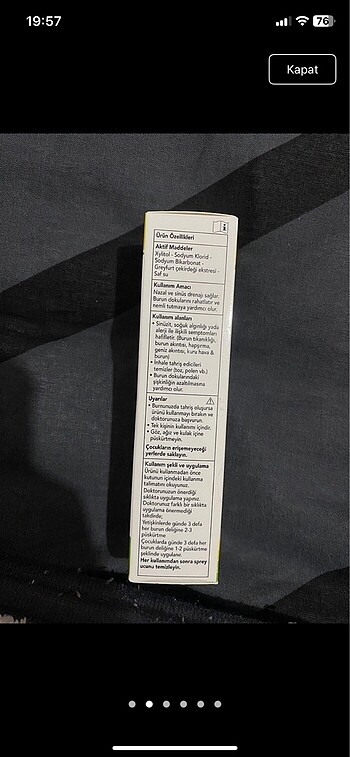 19:57
76
Kapat
Ürün Özellikleri
Aktif Maddeler
Xylitol - Sodyum Klorid -
Sodyum Bikarbonat -
Greyfurt çekirdeği ekstresi -
Saf su
Kullanım Amacı
Nazal ve sinüs drenajı sağlar.
Burun dokularını rahatlatır ve
nemli tutmaya yardımcı olur.
Kullanım alanları
• Sinüzit, soğuk algınlığı yada
alerji ile ilişkili semptomları
hafifletir. (Burun tıkanıklığı,
burun akıntısı, hapşırma,
geniz akıntısı, kuru hava &
burun)
• İnhale tahriş edicileri
temizler (toz, polen vb.)
• Burun dokularındaki
şişkinliğin azaltılmasına
yardımcı olur.
Uyarılar
• Burnunuzda tahriş oluşursa
ürünü kullanmayı bırakın ve
doktorunuza başvurun.
• Tek kişinin kullanımı içindir.
• Göz, ağız ve kulak içine
püskürtmeyin.
Çocukların erişemeyeceği
yerlerde saklayın.
Kullanım şekli ve uygulama
Ürünü kullanmadan önce
kutunun içindeki kullanma
talimatını okuyunuz.
Doktorunuzun önerdiği
sıklıkta uygulama yapınız.
Doktorunuz farklı bir sıklıkta
uygulama önermediği
takdirde;
Yetişkinlerde günde 3 defa
her burun deliğine 2-3
püskürtme
Çocuklarda günde 3 defa her
burun deliğine 1-2 püskürtme
şeklinde uygulanır.
Her kullanımdan sonra sprey
ucunu temizleyin.